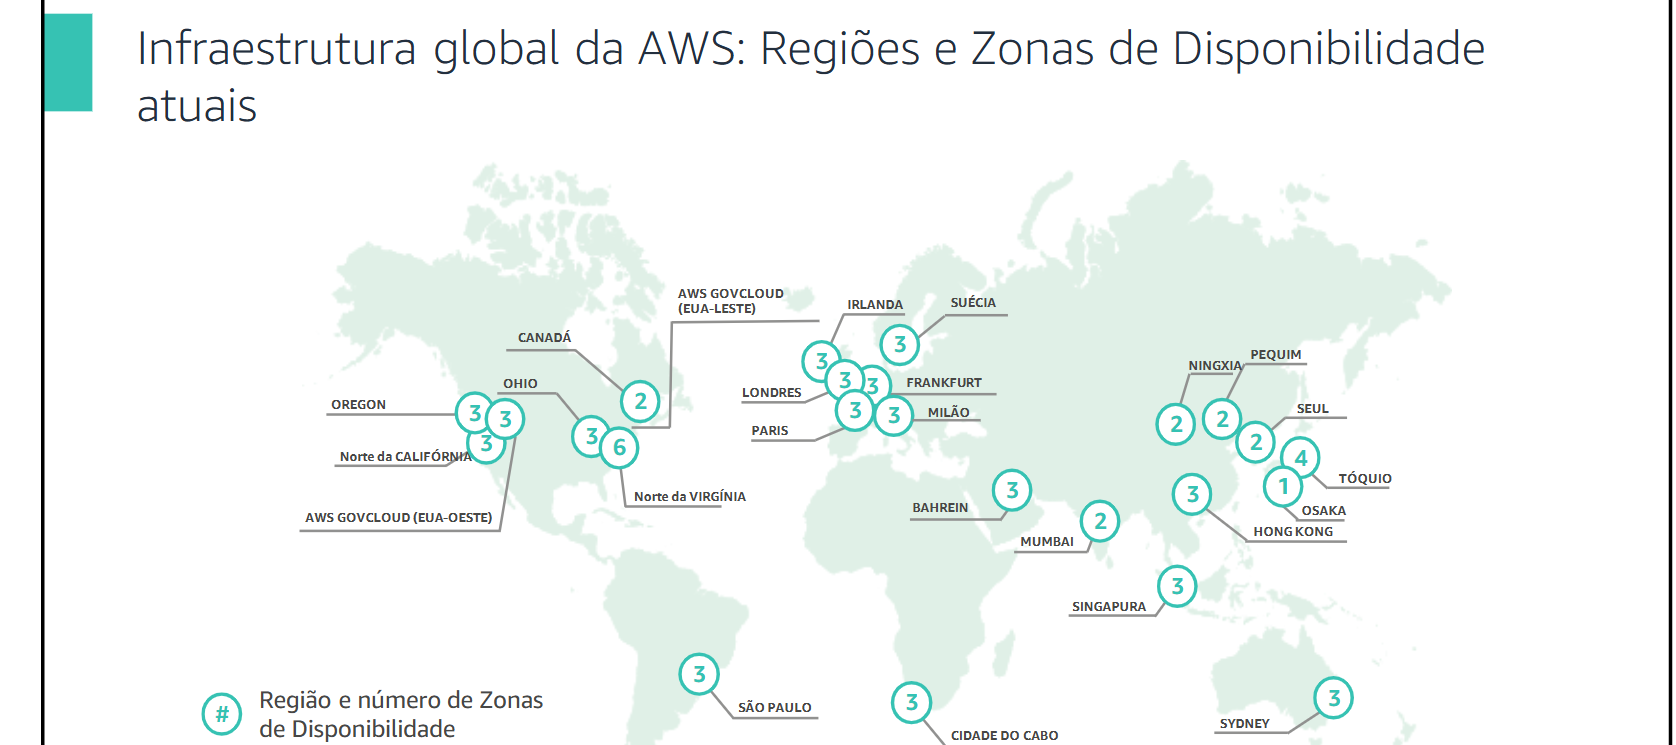 Infraestrutura global da AWS: Regiões e Zonas de Disponibilidade
atuais
AWS GOVCLOUD
(EUA-LESTE)
IRLANDA
SUÉCIA
CANADÁ
3
3
PEQUIM
NINGXIA
OHIO
2
3
3
FRANKFURT
LONDRES
OREGON
3
3
3
3
MILÃO
2
2
SEUL
PARIS
3
3
6
2
4
Norte da CALIFÓRNIA
TÓQUIO
Norte da VIRGÍNIA
3
3
1
BAHREIN
OSAKA
AWS GOVCLOUD (EUA-OESTE)
2
HONG KONG
MUMBAI
3
SINGAPURA
3
SÃO PAULO
3
CIDADE DO CABO
3
SYDNEY
# Região e número de Zonas
de Disponibilidade